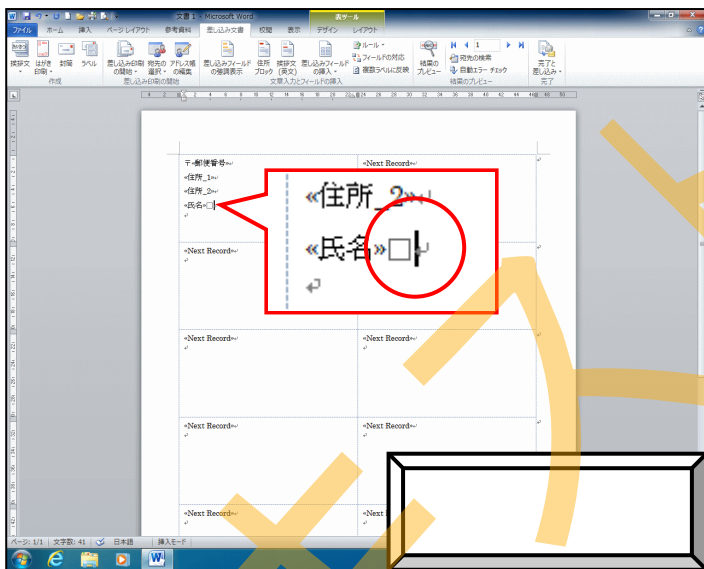 文書 1 - Microsoft Word
表ツール
ファイル ホーム 挿入 ページ レイアウト 参考資料 差し込み文書 校閲 表示 デザイン レイアウト
挨拶文 はがき印刷 封筒 ラベル
差し込み印刷の開始 宛先の選択 アドレス帳の編集
差し込みフィールドの強調表示 住所ブロック 挨拶文(英文) 差し込みフィールドの挿入
ルール
フィールドの対応
複数ラベルに反映
結果のプレビュー
1
宛先の検索
自動エラー チェック
完了と差し込み
作成 差し込み印刷の開始 文章入力とフィールドの挿入 結果のプレビュー 完了
〒«郵便番号»
«住所_1»
«住所_2»
«氏名»□
«Next Record»
«住所_2»
«氏名»□
«Next Record»
«Next Record» «Next Record»
«Next Record» «Next Record»
«Next Record»
ページ: 1/1 文字数: 41 日本語 挿入モード